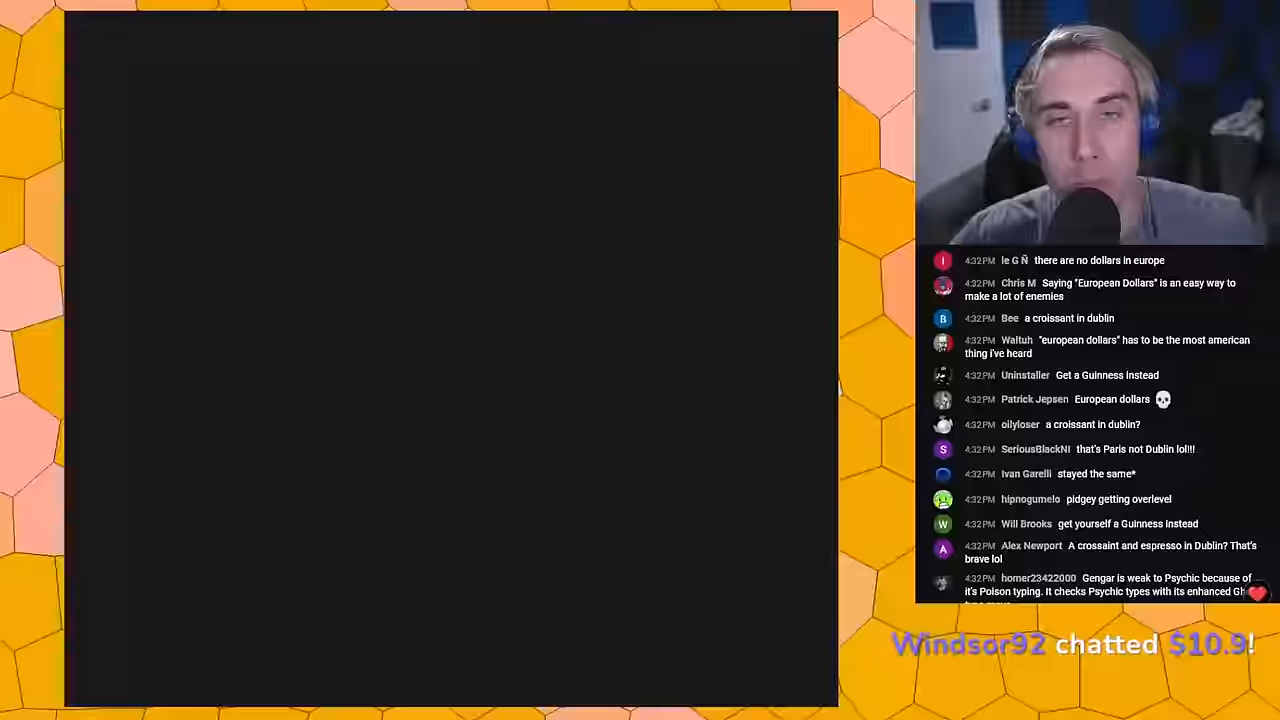 4:32PM le G Ñ there are no dollars in europe
4:32PM Chris M Saying "European Dollars" is an easy way to
make a lot of enemies
B 4:32PM Bee a croissant in dublin
4:32PM Waltuh "european dollars" has to be the most american
thing i've heard
4:32PM Uninstaller Get a Guinness instead
4:32PM Patrick Jepsen European dollars 💀
4:32PM oilyloser a croissant in dublin?
S 4:32PM SeriousBlackNI that's Paris not Dublin lol!!!
4:32PM Ivan Garelli stayed the same*
4:32PM hipnogumelo pidgey getting overlevel
W 4:32PM Will Brooks get yourself a Guinness instead
A 4:32PM Alex Newport A crossaint and espresso in Dublin? That's
brave lol
4:32PM homer23422000 Gengar is weak to Psychic because of
it's Poison typing. It checks Psychic types with its enhanced
Windsor92 chatted $10.9!